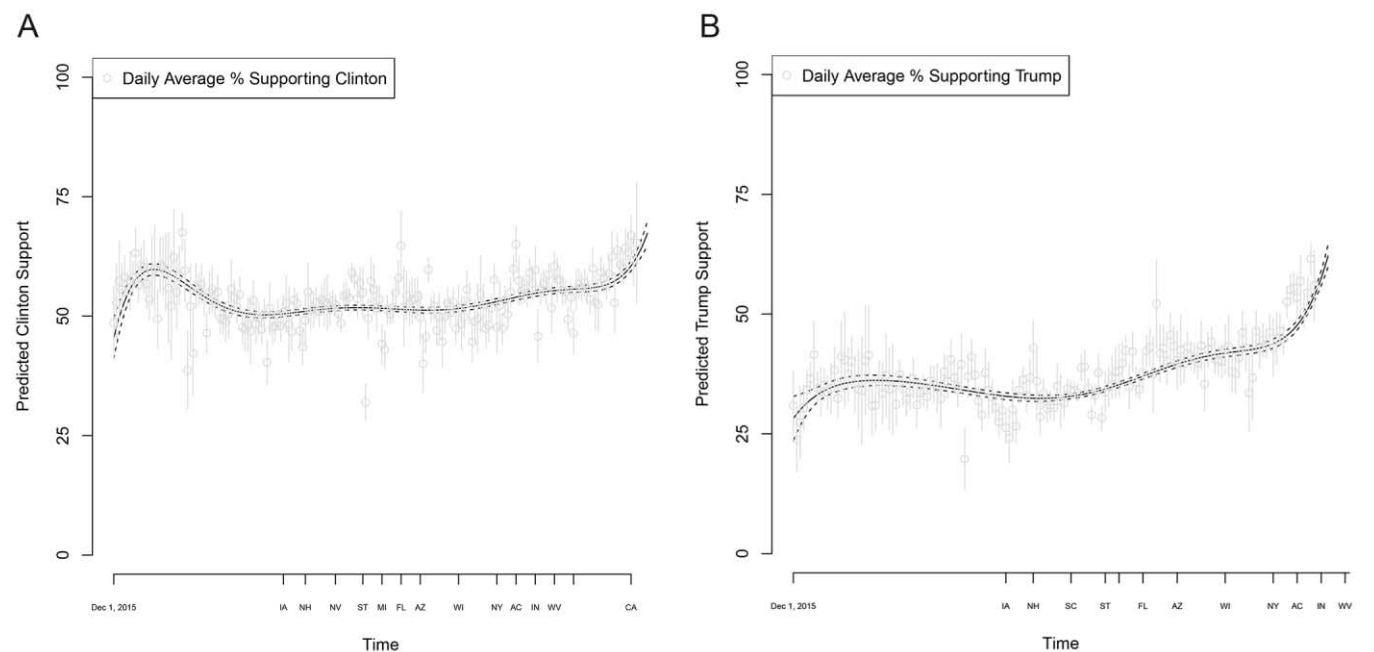 A
Daily Average % Supporting Clinton
Predicted Clinton Support
100
75
50
25
0
Dec 1, 2015 IA NH NV ST MI FL AZ WI NY AC IN WV CA
Time
B
Daily Average % Supporting Trump
Predicted Trump Support
100
75
50
25
0
Dec 1, 2015 IA NH SC ST FL AZ WI NY AC IN WV
Time